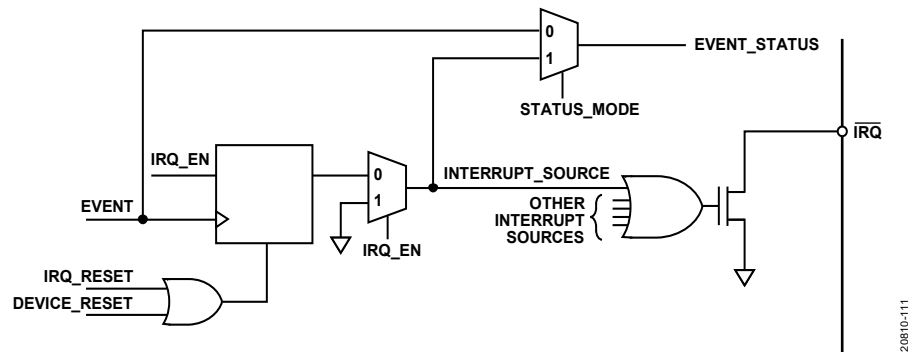 0
EVENT_STATUS
1
STATUS_MODE
IRQ
IRQ_EN
0
INTERRUPT_SOURCE
1
OTHER
INTERRUPT
SOURCES
EVENT
IRQ_EN
IRQ_RESET
DEVICE_RESET
20810-111